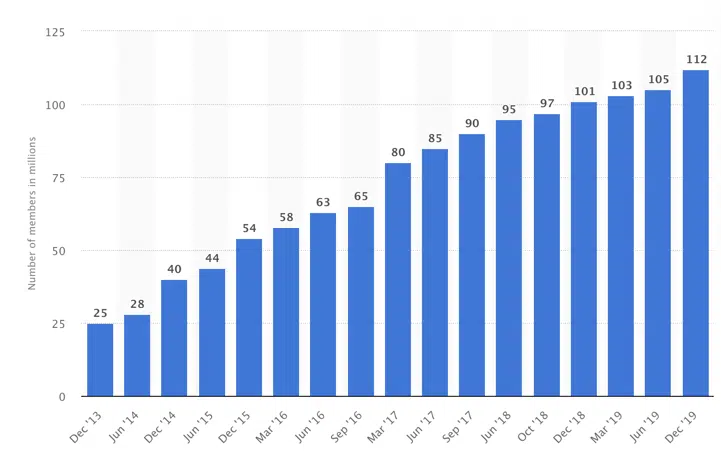 Number of members in millions
125
100
75
50
25
0
25
28
40
44
54
58
63
65
80
85
90
95
97
101
103
105
112
Dec '13
Jun '14
Dec '14
Jun '15
Dec '15
Mar '16
Jun '16
Sep '16
Mar '17
Jun '17
Sep '17
Jun '18
Oct '18
Dec '18
Mar '19
Jun '19
Dec '19